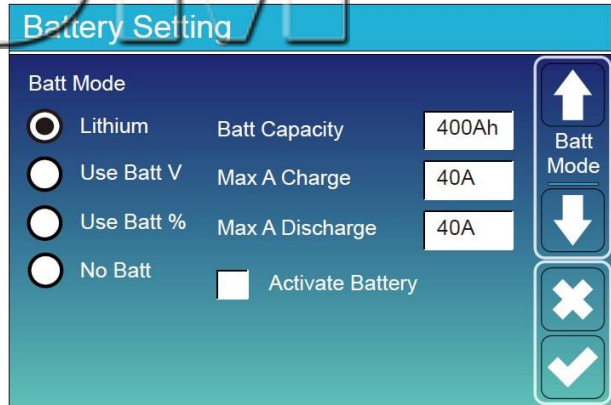 Battery Setting
Batt Mode
Lithium
Use Batt V
Use Batt %
No Batt
Batt Capacity 400Ah
Max A Charge 40A
Max A Discharge 40A
Activate Battery
Batt
Mode